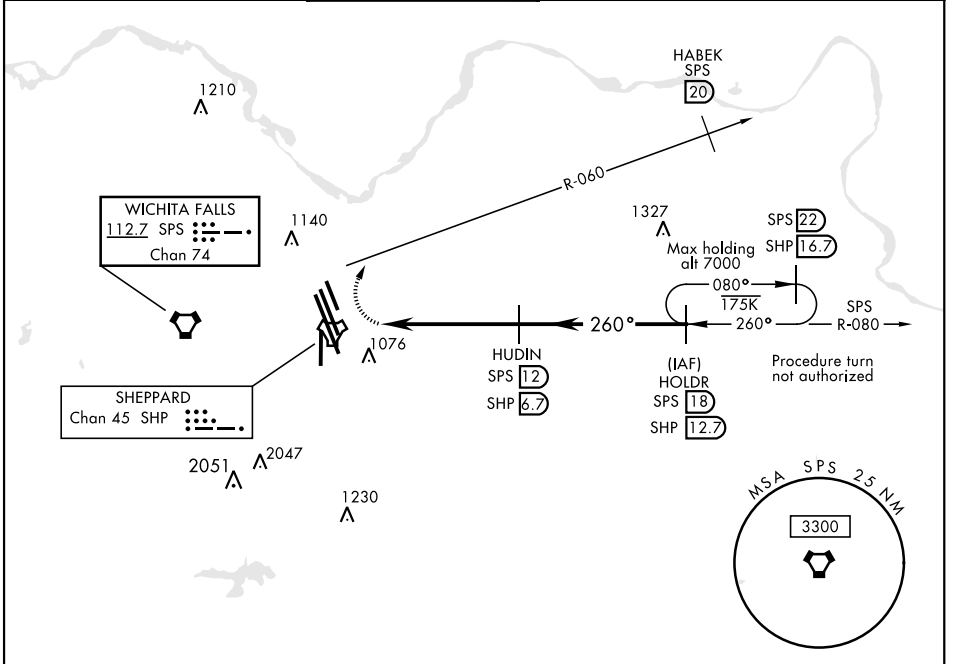 HABEK
SPS
20
1210
R-060
WICHITA FALLS
112.7 SPS
Chan 74
1140
1327
SPS 22
SHP 16.7
Max holding
alt 7000
080°
175K
260°
260°
SPS
R-080
1076
HUDIN
SPS 12
SHP 6.7
(IAF)
HOLDR
SPS 18
SHP 12.7
Procedure turn
not authorized
SHEPPARD
Chan 45 SHP
2051
2047
1230
MSA SPS 25 NM
3300